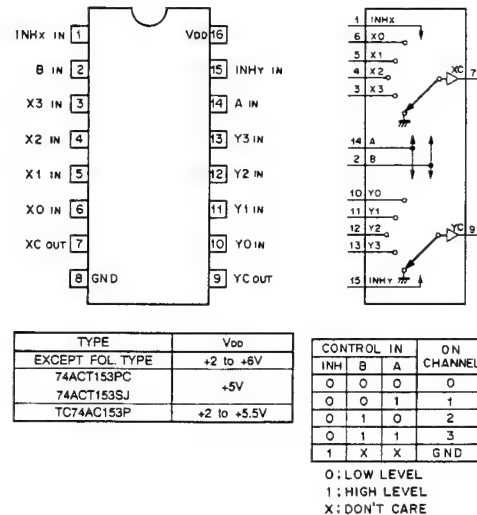 INHX IN 1
B IN 2
X3 IN 3
X2 IN 4
X1 IN 5
X0 IN 6
XC OUT 7
8 GND
VDD 16
15 INHY IN
14 A IN
13 Y3 IN
12 Y2 IN
11 Y1 IN
10 Y0 IN
9 YC OUT
1 INHX
6 X0
5 X1
4 X2
3 X3
XC 7
14 A
2 B
10 Y0
11 Y1
12 Y2
13 Y3
YC 9
15 INHY
TYPE VDD
EXCEPT FOL. TYPE +2 to +6V
74ACT153PC
74ACT153SJ +5V
TC74AC153P +2 to +5.5V
CONTROL IN ON CHANNEL
INH B A
0 0 0 0
0 0 1 1
0 1 0 2
0 1 1 3
1 X X GND
0 ; LOW LEVEL
1 ; HIGH LEVEL
X ; DON'T CARE